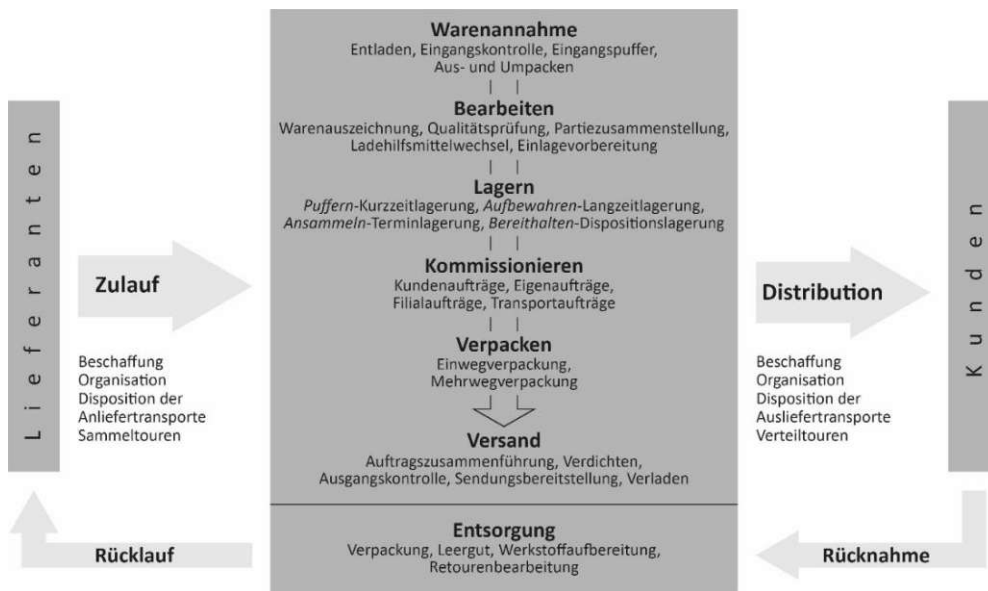 Lieferanten
Zulauf
Beschaffung
Organisation
Disposition der
Anliefertransporte
Sammeltouren
Rücklauf
Warenannahme
Entladen, Eingangskontrolle, Eingangspuffer,
Aus- und Umpacken
Bearbeiten
Warenauszeichnung, Qualitätsprüfung, Partiezusammenstellung,
Ladehilfsmittelwechsel, Einlagevorbereitung
Lagern
Puffern-Kurzzeitlagerung, Aufbewahren-Langzeitlagerung,
Ansammeln-Terminlagerung, Bereithalten-Dispositionslagerung
Kommissionieren
Kundenaufträge, Eigenaufträge,
Filialaufträge, Transportaufträge
Verpacken
Einwegverpackung,
Mehrwegverpackung
Versand
Auftragszusammenführung, Verdichten,
Ausgangskontrolle, Sendungsbereitstellung, Verladen
Entsorgung
Verpackung, Leergut, Werkstoffaufbereitung,
Retourenbearbeitung
Distribution
Beschaffung
Organisation
Disposition der
Ausliefertransporte
Verteiltouren
Rücknahme
Kunden